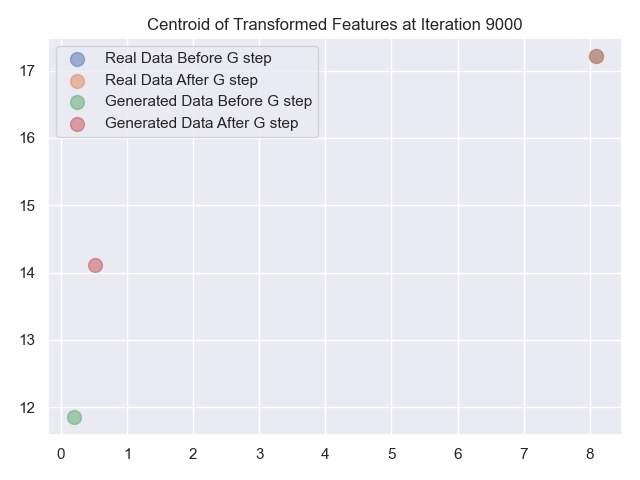 Centroid of Transformed Features at Iteration 9000
Real Data Before G step
Real Data After G step
Generated Data Before G step
Generated Data After G step
17
16
15
14
13
12
0 1 2 3 4 5 6 7 8